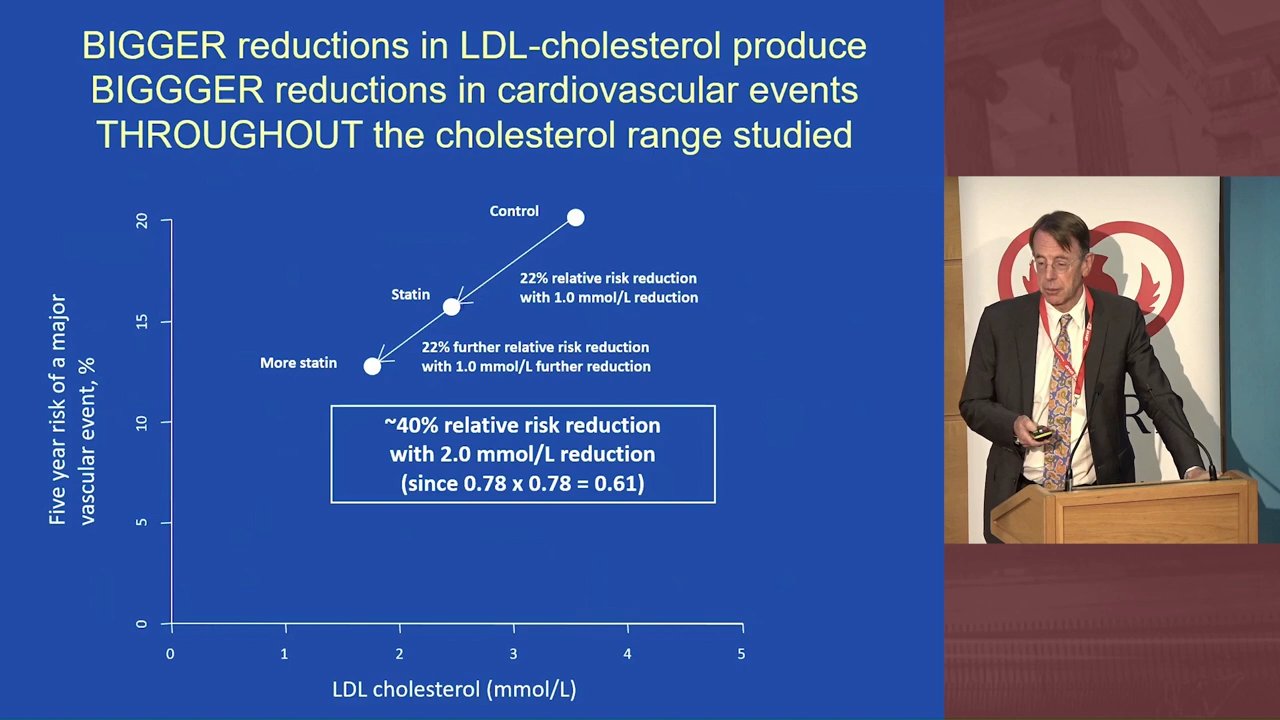 BIGGER reductions in LDL-cholesterol produce
BIGGGER reductions in cardiovascular events
THROUGHOUT the cholesterol range studied
Five year risk of a major
vascular event, %
20
15
10
5
0
Control
Statin
More statin
22% relative risk reduction
with 1.0 mmol/L reduction
22% further relative risk reduction
with 1.0 mmol/L further reduction
~40% relative risk reduction
with 2.0 mmol/L reduction
(since 0.78 x 0.78 = 0.61)
0 1 2 3 4 5
LDL cholesterol (mmol/L)